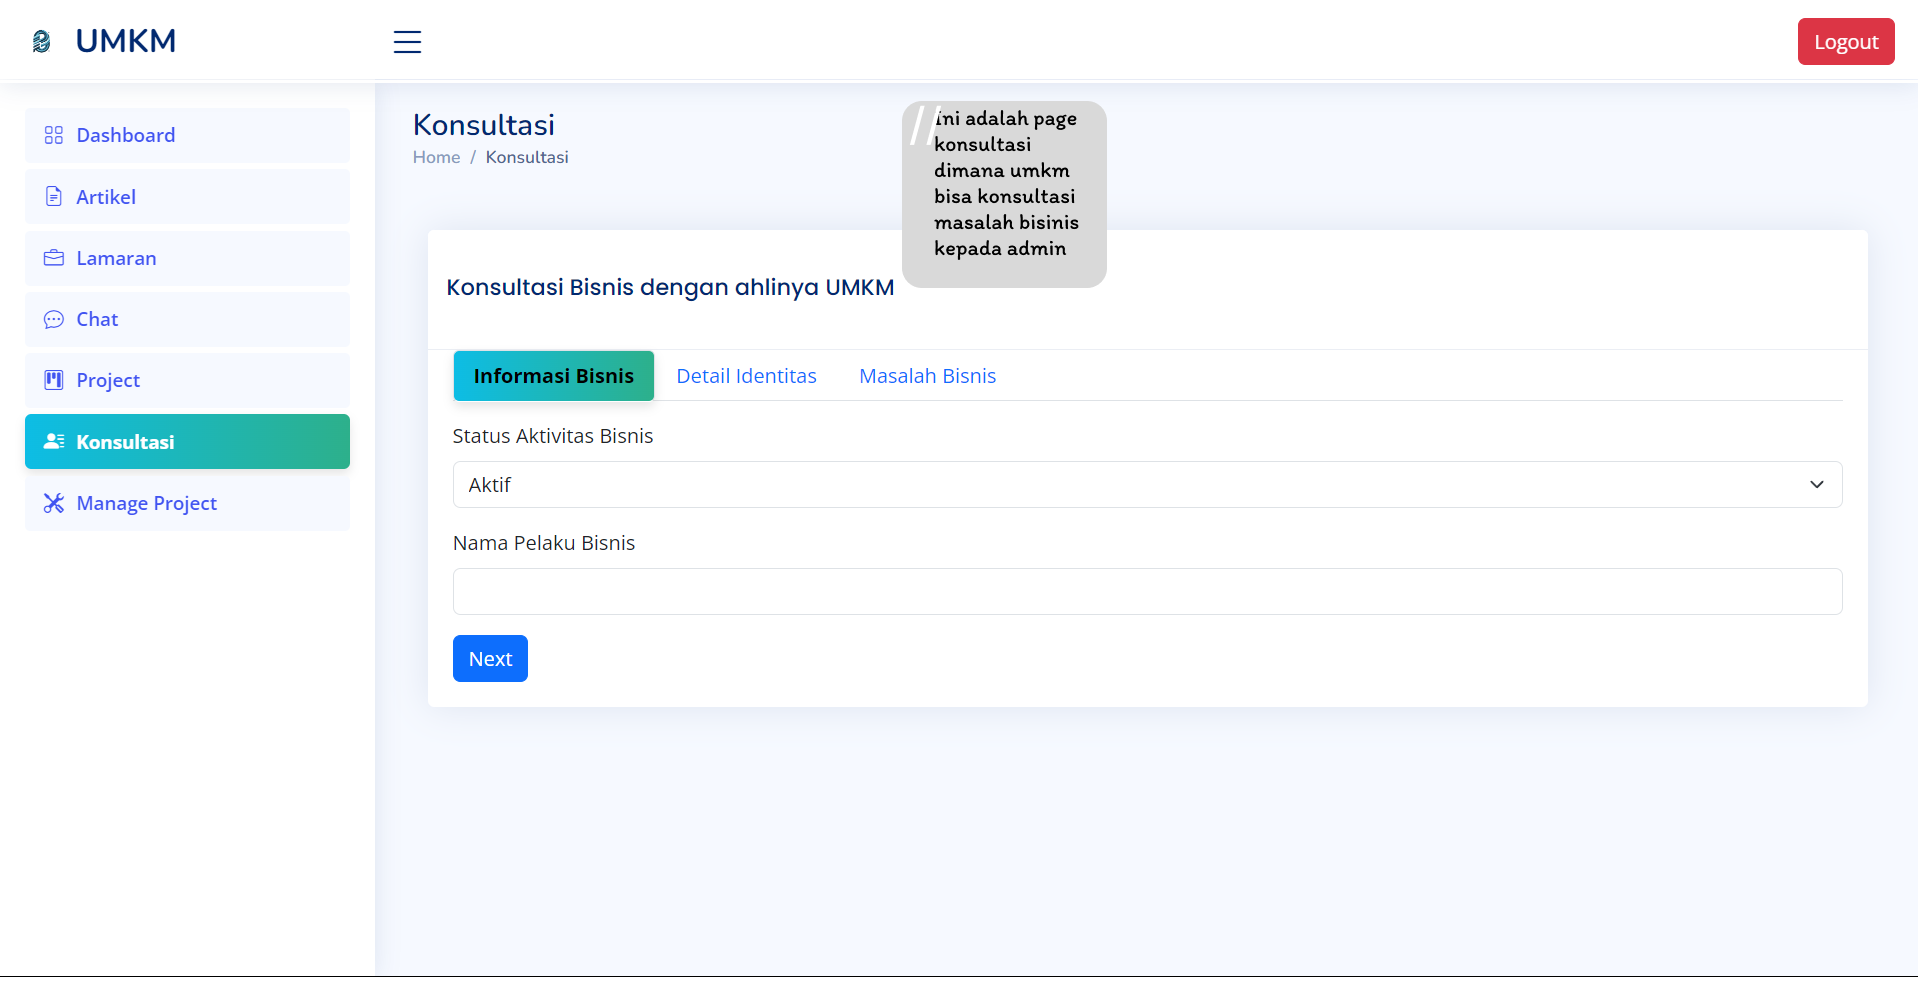 UMKM
Logout
Dashboard
Artikel
Lamaran
Chat
Project
Konsultasi
Manage Project
Konsultasi
Home / Konsultasi
// Ini adalah page
konsultasi
dimana umkm
bisa konsultasi
masalah bisinis
kepada admin
Konsultasi Bisnis dengan ahlinya UMKM
Informasi Bisnis Detail Identitas Masalah Bisnis
Status Aktivitas Bisnis
Aktif
Nama Pelaku Bisnis
Next